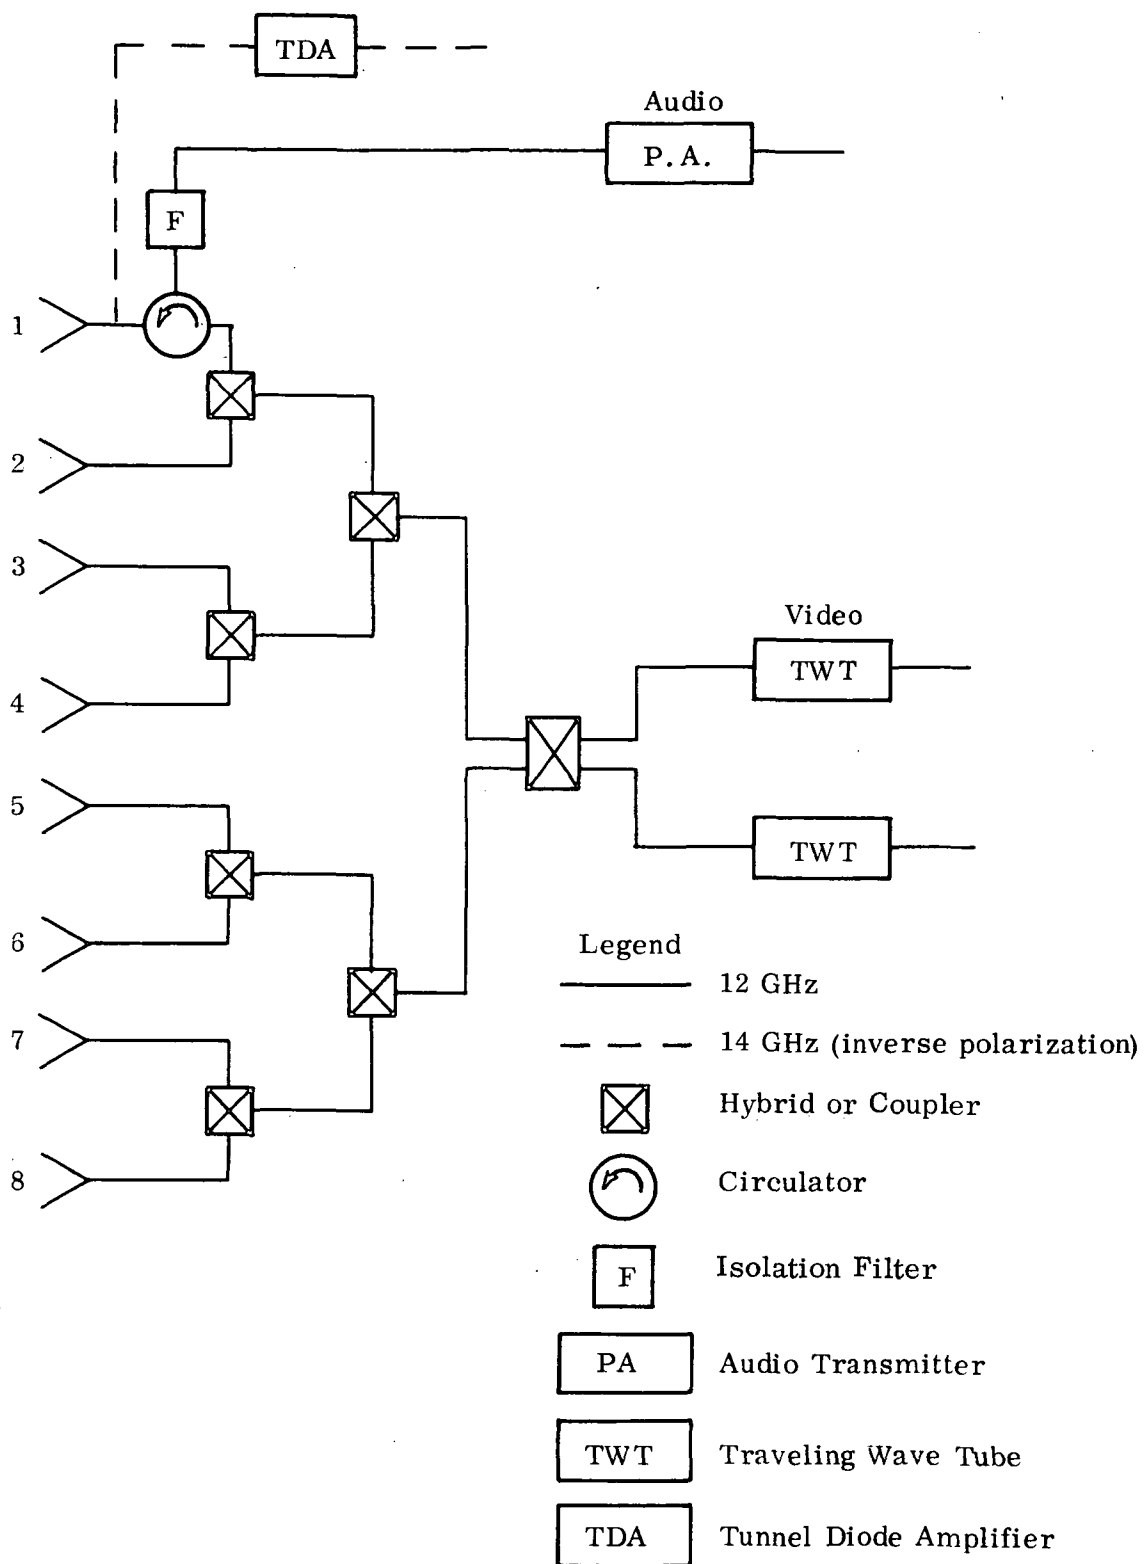 TDA
Audio
P.A.
F
1
2
3
4
5
6
7
8
Video
TWT
TWT
Legend
12 GHz
14 GHz (inverse polarization)
Hybrid or Coupler
Circulator
F Isolation Filter
PA Audio Transmitter
TWT Traveling Wave Tube
TDA Tunnel Diode Amplifier